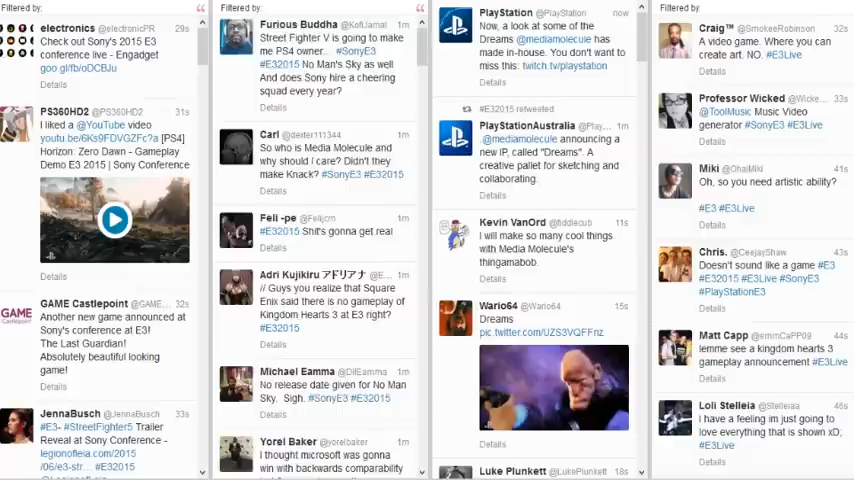 Filtered by:
electronics @electronicPR 29s
Check out Sony's 2015 E3
conference live - Engadget
goo gl/fb/oDCBJu
Details
PS360HD2 @PS360HD2 31s
I liked a @YouTube video
youtu be/6Ks9FDVGZFc?a [PS4]
Horizon: Zero Dawn - Gameplay
Demo E3 2015 | Sony Conference
Details
GAME Castlepoint @GAME... 32s
Another new game announced at
Sony's conference at E3!
The Last Guardian!
Absolutely beautiful looking
game!
Details
JennaBusch @JennaBusch 33s
#E3- #StreetFighter5 Trailer
Reveal at Sony Conference -
legionofleia.com/2015
/06/e3-str... #E32015
@LegionofLeia
Filtered by:
Furious Buddha @KofiJamal 1m
Street Fighter V is going to make
me PS4 owner... #SonyE3
#E32015 No Man's Sky as well
And does Sony hire a cheering
squad every year?
Details
Carl @dexter111344 1m
So who is Media Molecule and
why should I care? Didn't they
make Knack? #SonyE3 #E32015
Details
Feli -pe @Felijcm 1m
#E32015 Shit's gonna get real
Details
Adri Kujikiru アドリアナ @E... 1m
// Guys you realize that Square
Enix said there is no gameplay of
Kingdom Hearts 3 at E3 right?
#E32015
Details
Michael Eamma @DilEamma 1m
No release date given for No Man
Sky. Sigh. #SonyE3 #E32015
Details
Yorel Baker @yorelbaker 1m
I thought microsoft was gonna
win with backwards comparability
PlayStation @PlayStation now
Now, a look at some of the
Dreams @mediamolecule has
made in-house. You don't want to
miss this: twitch.tv/playstation
Details
#E32015 retweeted
PlayStationAustralia @Play... 1m
.@mediamolecule announcing a
new IP, called "Dreams". A
creative pallet for sketching and
collaborating.
Details
Kevin VanOrd @fiddlecub 11s
I will make so many cool things
with Media Molecule's
thingamabob.
Details
Wario64 @Wario64 15s
Dreams
pic.twitter.com/UZS3VQFFnz
Details
Luke Plunkett @LukePlunkett 18s
Filtered by:
Craig™ @SmokeeRobinson 32s
A video game. Where you can
create art. NO. #E3Live
Details
Professor Wicked @Wicke... 33s
@ToolMusic Music Video
generator #SonyE3 #E3Live
Details
Miki @OhaiMiki 41s
Oh, so you need artistic ability?
#E3 #E3Live
Details
Chris. @CeejayShaw 43s
Doesn't sound like a game #E3
#E32015 #E3Live #SonyE3
#PlayStationE3
Details
Matt Capp @emmCaPP09 44s
lemme see a kingdom hearts 3
gameplay announcement #E3Live
Details
Loli Stelleia @Stelleiaa 46s
i have a feeling im just going to
love everything that is shown xD;
#E3Live
Details